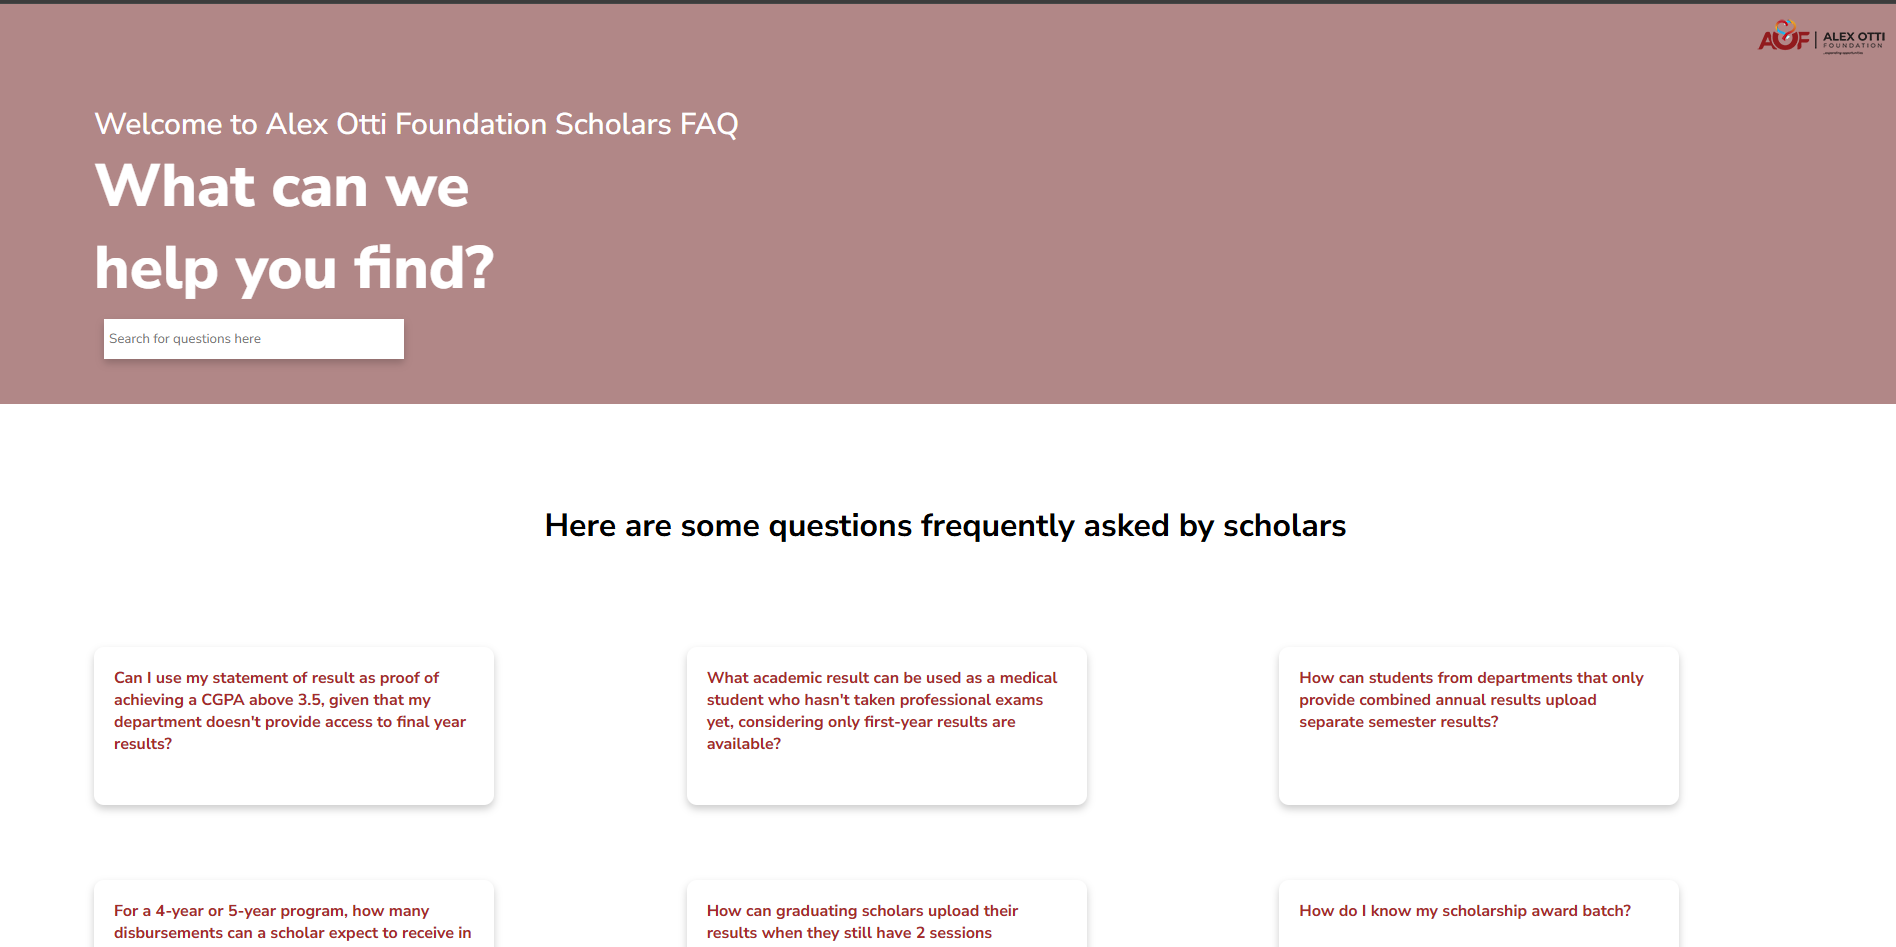 AOF | ALEX OTTI
FOUNDATION
Welcome to Alex Otti Foundation Scholars FAQ
What can we
help you find?
Search for questions here
Here are some questions frequently asked by scholars
Can I use my statement of result as proof of
achieving a CGPA above 3.5, given that my
department doesn't provide access to final year
results?
What academic result can be used as a medical
student who hasn't taken professional exams
yet, considering only first-year results are
available?
How can students from departments that only
provide combined annual results upload
separate semester results?
For a 4-year or 5-year program, how many
disbursements can a scholar expect to receive in
How can graduating scholars upload their
results when they still have 2 sessions
How do I know my scholarship award batch?